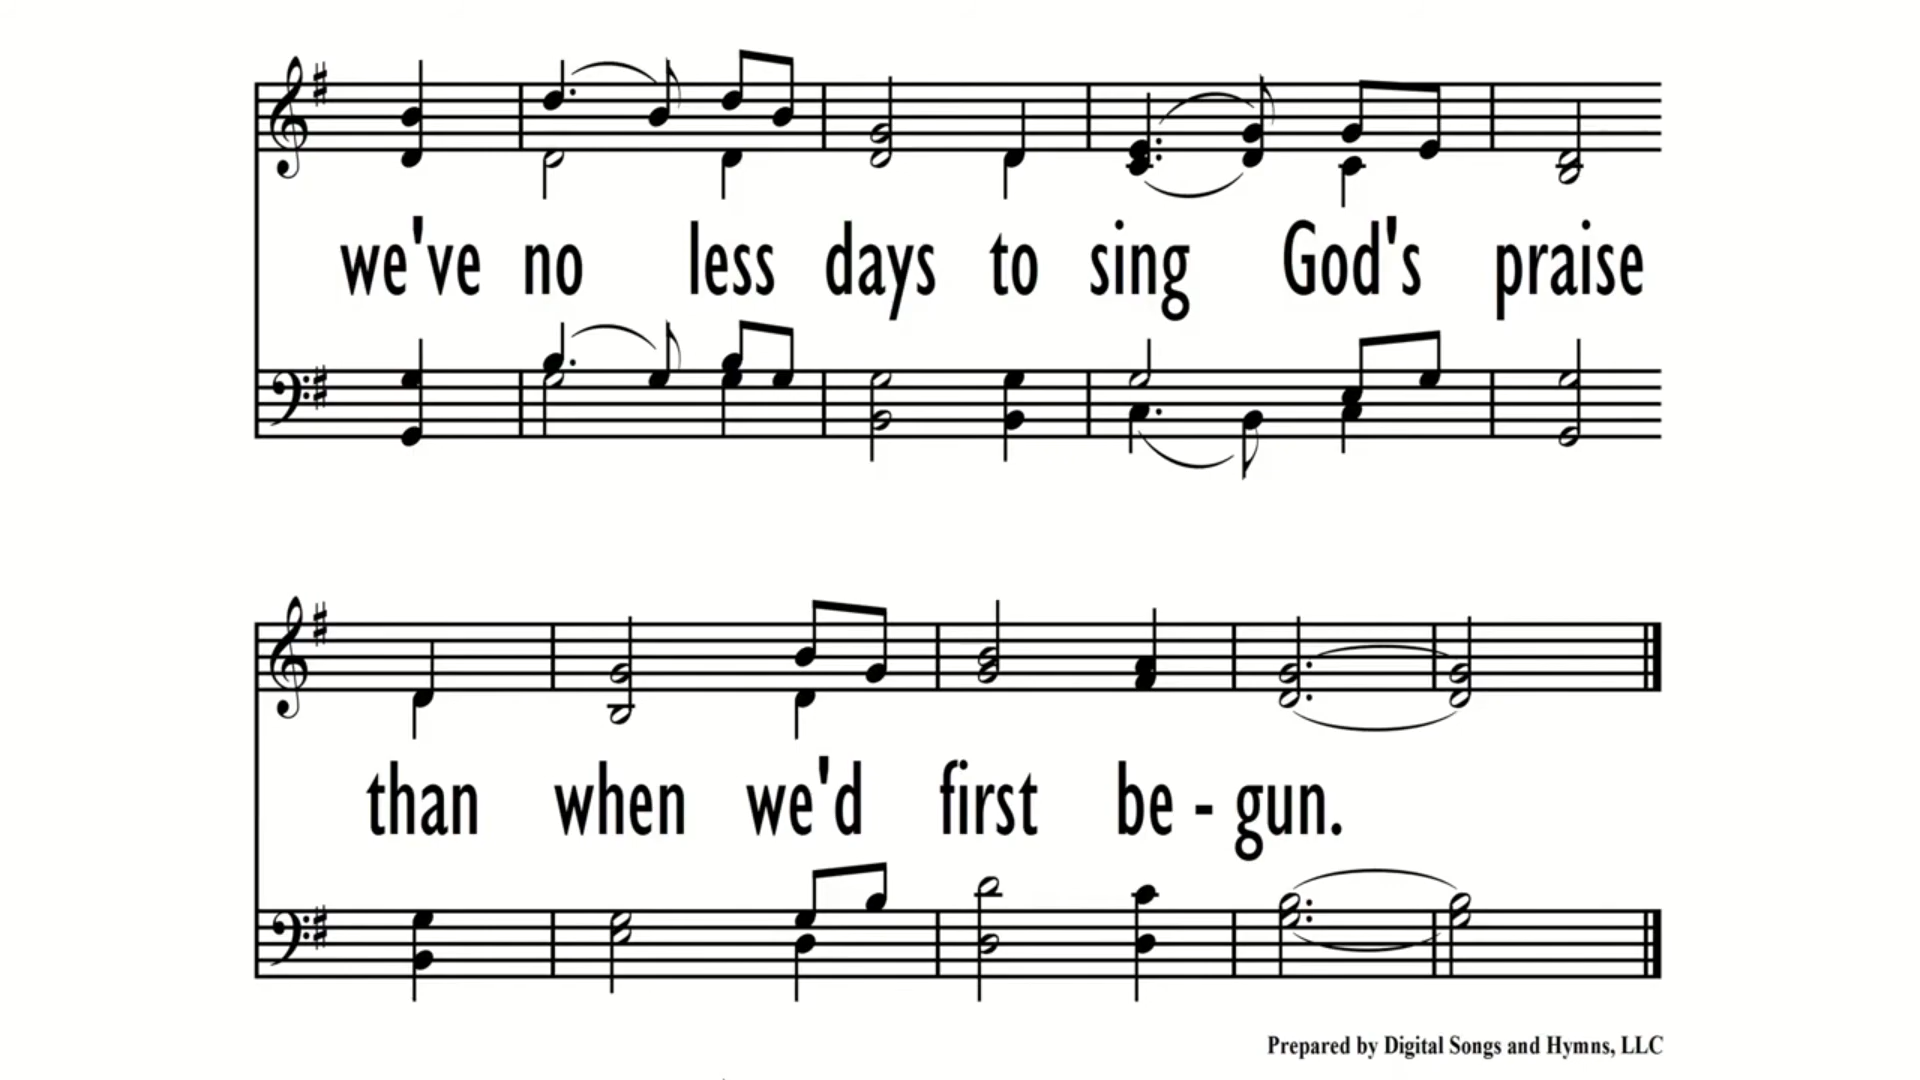 we've no less days to sing God's praise
than when we'd first be - gun.
Prepared by Digital Songs and Hymns, LLC